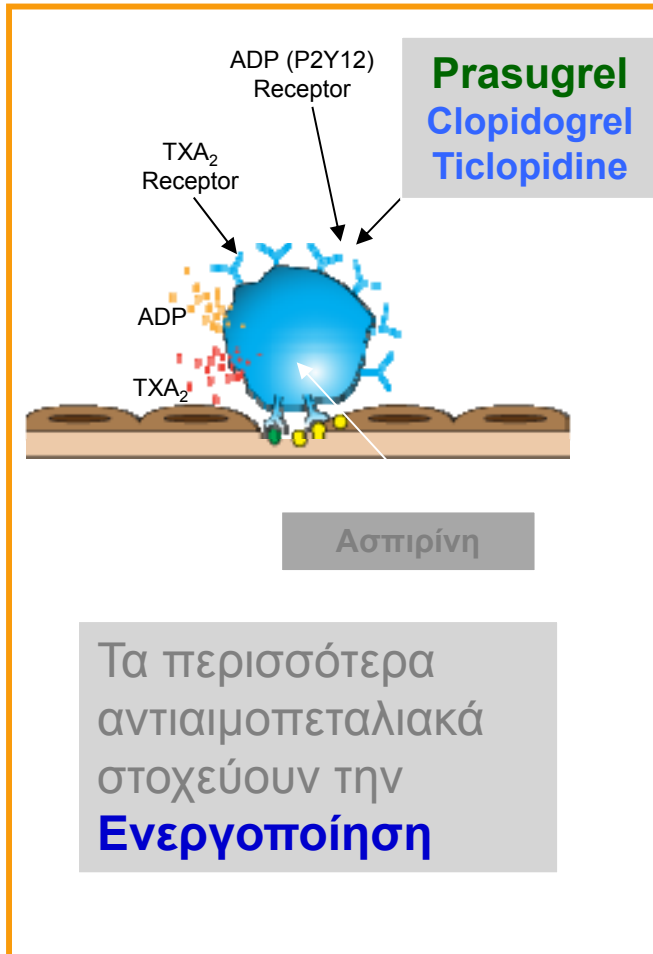 ADP (P2Y12)
Receptor
Prasugrel
Clopidogrel
Ticlopidine
TXA₂
Receptor
ADP
TXA₂
Ασπιρίνη
Τα περισσότερα
αντιαιμοπεταλιακά
στοχεύουν την
Ενεργοποίηση